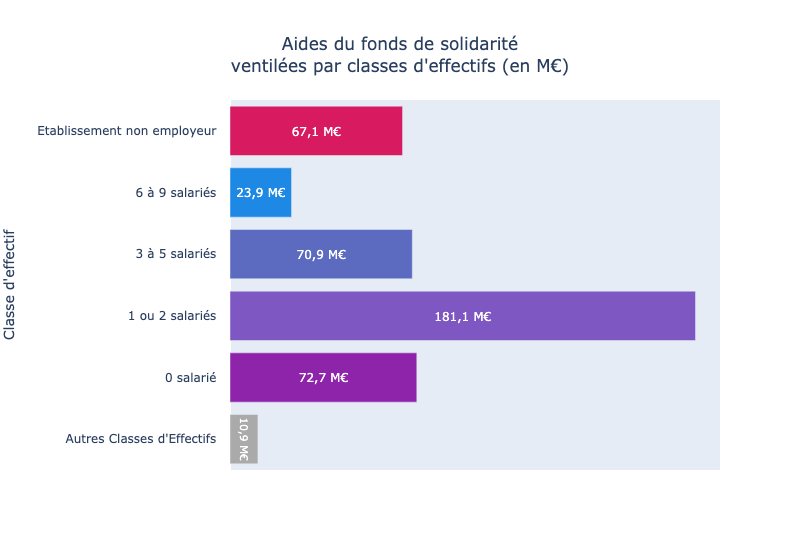 Aides du fonds de solidarité
ventilées par classes d'effectifs (en M€)
Classe d'effectif
Etablissement non employeur
67,1 M€
6 à 9 salariés
23,9 M€
3 à 5 salariés
70,9 M€
1 ou 2 salariés
181,1 M€
0 salarié
72,7 M€
Autres Classes d'Effectifs
10,9 M€